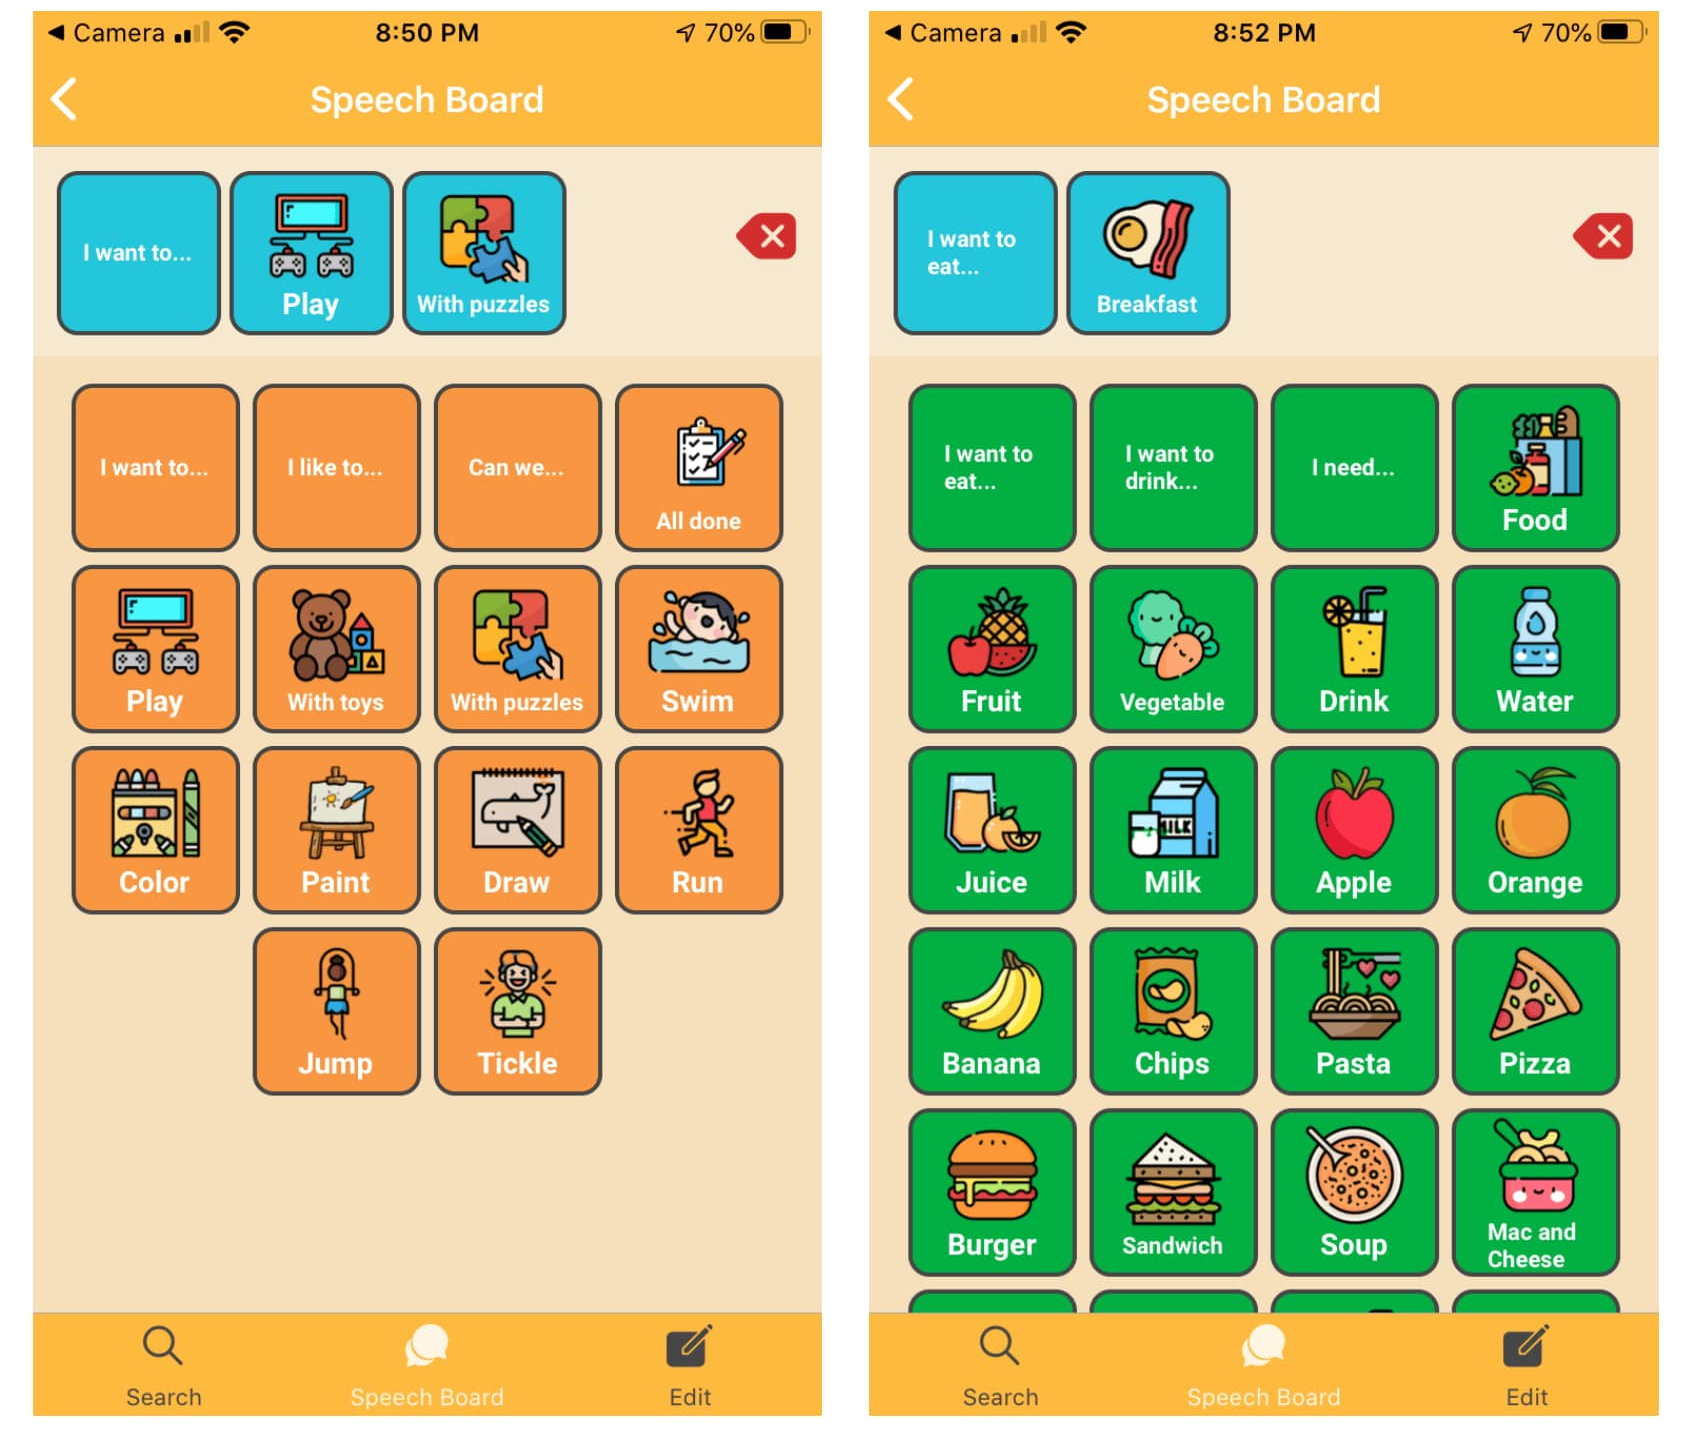 Camera 8:50 PM 70%
Speech Board
I want to...
Play
With puzzles
I want to...
I like to...
Can we...
All done
Play
With toys
With puzzles
Swim
Color
Paint
Draw
Run
Jump
Tickle
Search
Speech Board
Edit
Camera 8:52 PM 70%
Speech Board
I want to
eat...
Breakfast
I want to
eat...
I want to
drink...
I need...
Food
Fruit
Vegetable
Drink
Water
Juice
MILK
Milk
Apple
Orange
Banana
Chips
Pasta
Pizza
Burger
Sandwich
Soup
Mac and
Cheese
Search
Speech Board
Edit